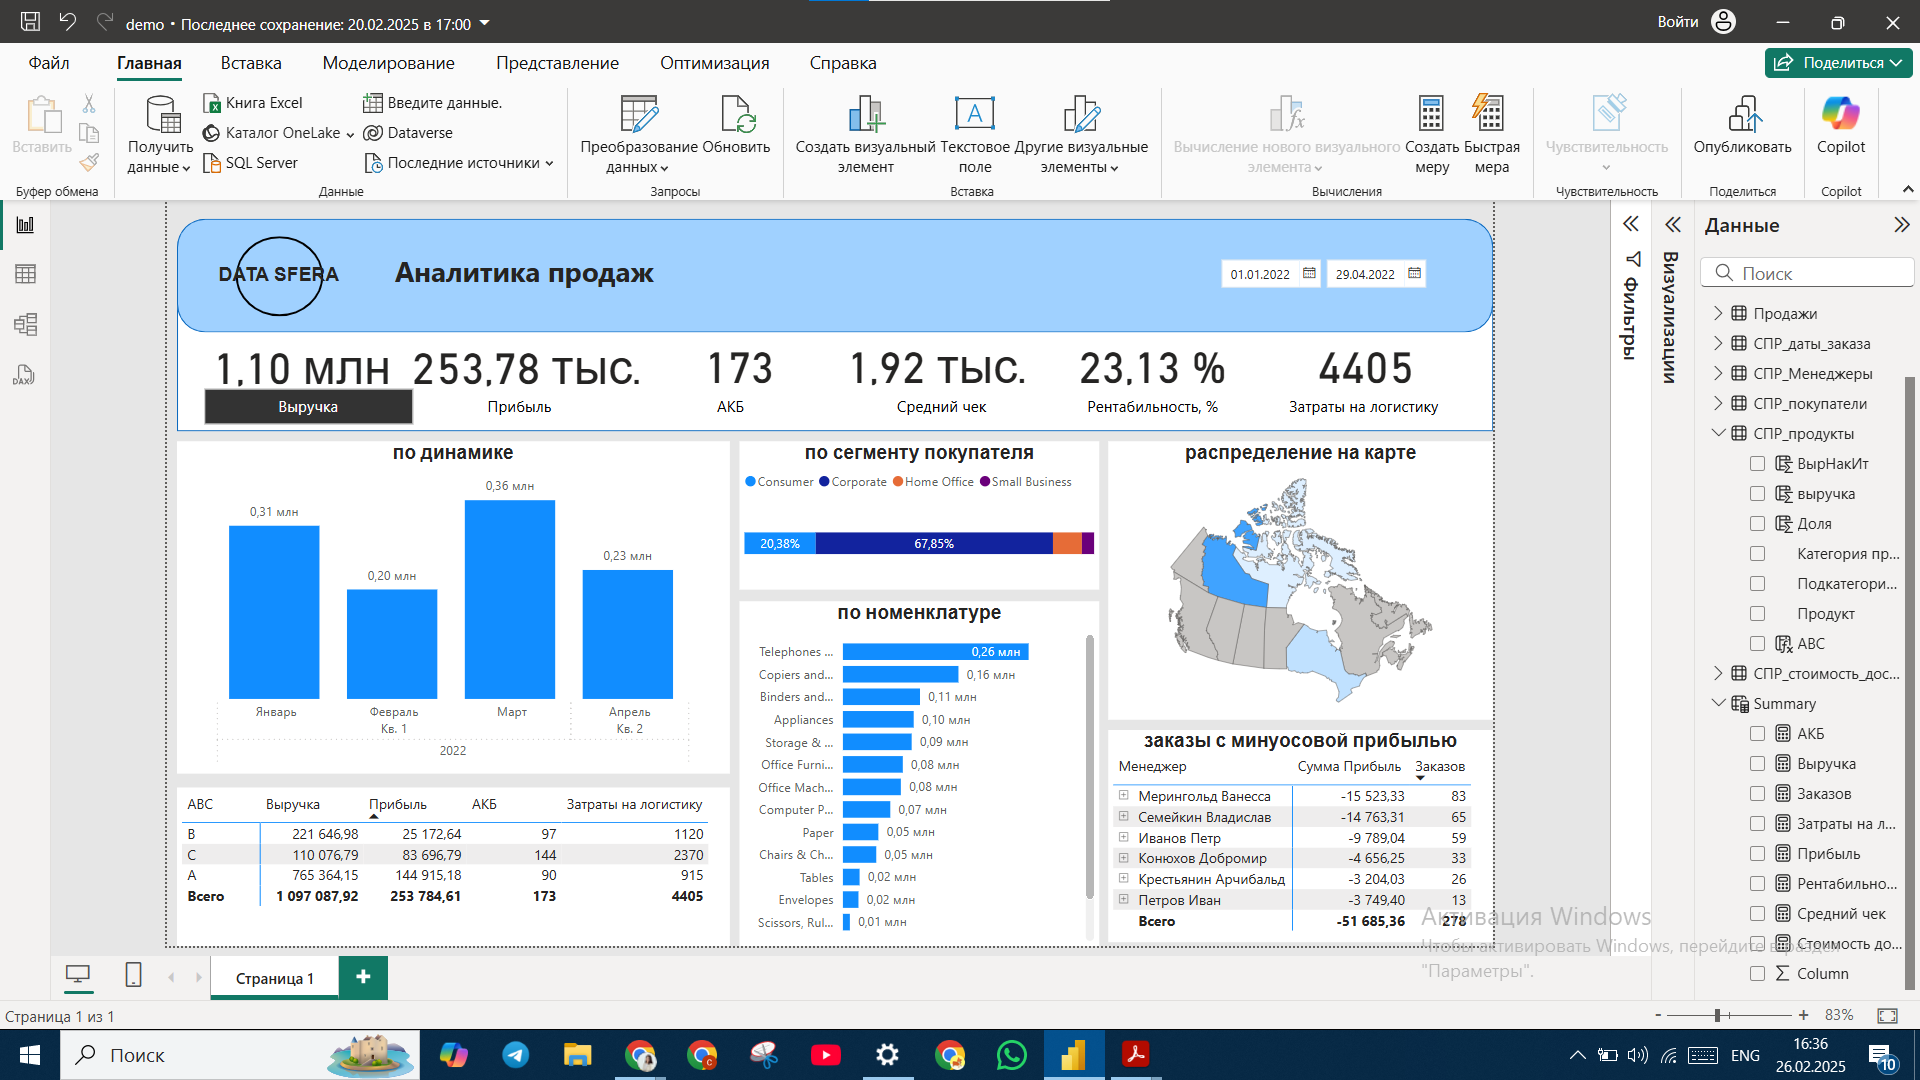 demo • Последнее сохранение: 20.02.2025 в 17:00
Войти
Файл Главная Вставка Моделирование Представление Оптимизация Справка
Поделиться
Вставить
Буфер обмена
Получить данные
Книга Excel
Каталог OneLake
SQL Server
Введите данные.
Dataverse
Последние источники
Данные
Преобразование данных
Обновить
Запросы
Создать визуальный элемент
Текстовое поле
Другие визуальные элементы
Вставка
Вычисление нового визуального элемента
Создать меру
Быстрая мера
Вычисления
Чувствительность
Чувствительность
Опубликовать
Поделиться
Copilot
Copilot
DATA SFERA
Аналитика продаж
01.01.2022
29.04.2022
1,10 млн
Выручка
253,78 тыс.
Прибыль
173
АКБ
1,92 тыс.
Средний чек
23,13 %
Рентабельность, %
4405
Затраты на логистику
по динамике
0,31 млн
0,20 млн
0,36 млн
0,23 млн
Январь Февраль Март Апрель
Кв. 1 Кв. 2
2022
ABC Выручка Прибыль АКБ Затраты на логистику
B 221 646,98 25 172,64 97 1120
C 110 076,79 83 696,79 144 2370
A 765 364,15 144 915,18 90 915
Всего 1 097 087,92 253 784,61 173 4405
по сегменту покупателя
Consumer Corporate Home Office Small Business
20,38% 67,85%
по номенклатуре
Telephones ... 0,26 млн
Copiers and... 0,16 млн
Binders and... 0,11 млн
Appliances 0,10 млн
Storage & ... 0,09 млн
Office Furni... 0,08 млн
Office Mach... 0,08 млн
Computer P... 0,07 млн
Paper 0,05 млн
Chairs & Ch... 0,05 млн
Tables 0,02 млн
Envelopes 0,02 млн
Scissors, Rul... 0,01 млн
распределение на карте
заказы с минуосовой прибылью
Менеджер Сумма Прибыль Заказов
Мерингольд Ванесса -15 523,33 83
Семейкин Владислав -14 763,31 65
Иванов Петр -9 789,04 59
Конюхов Добромир -4 656,25 33
Крестьянин Арчибальд -3 204,03 26
Петров Иван -3 749,40 13
Всего -51 685,36 278
Фильтры
Визуализации
Данные
Поиск
Продажи
СПР_даты_заказа
СПР_Менеджеры
СПР_покупатели
СПР_продукты
ВырНакИт
выручка
Доля
Категория пр...
Подкатегори...
Продукт
ABC
СПР_стоимость_дос...
Summary
АКБ
Выручка
Заказов
Затраты на л...
Прибыль
Рентабельно...
Средний чек
Стоимость до...
Column
Активация Windows
Чтобы активировать Windows, перейдите в раздел
"Параметры".
Страница 1
Страница 1 из 1
- + 83%
Поиск
ENG
16:36
26.02.2025
10